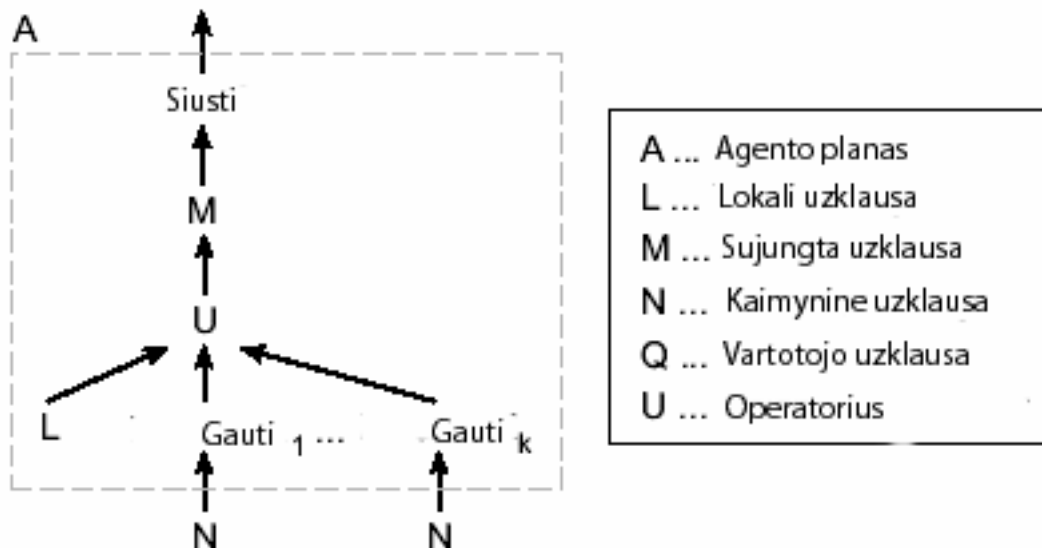 A
Siusti
M
U
L
Gauti 1 ... Gauti k
N N
A ... Agento planas
L ... Lokali uzklausa
M ... Sujungta uzklausa
N ... Kaimynine uzklausa
Q ... Vartotojo uzklausa
U ... Operatorius